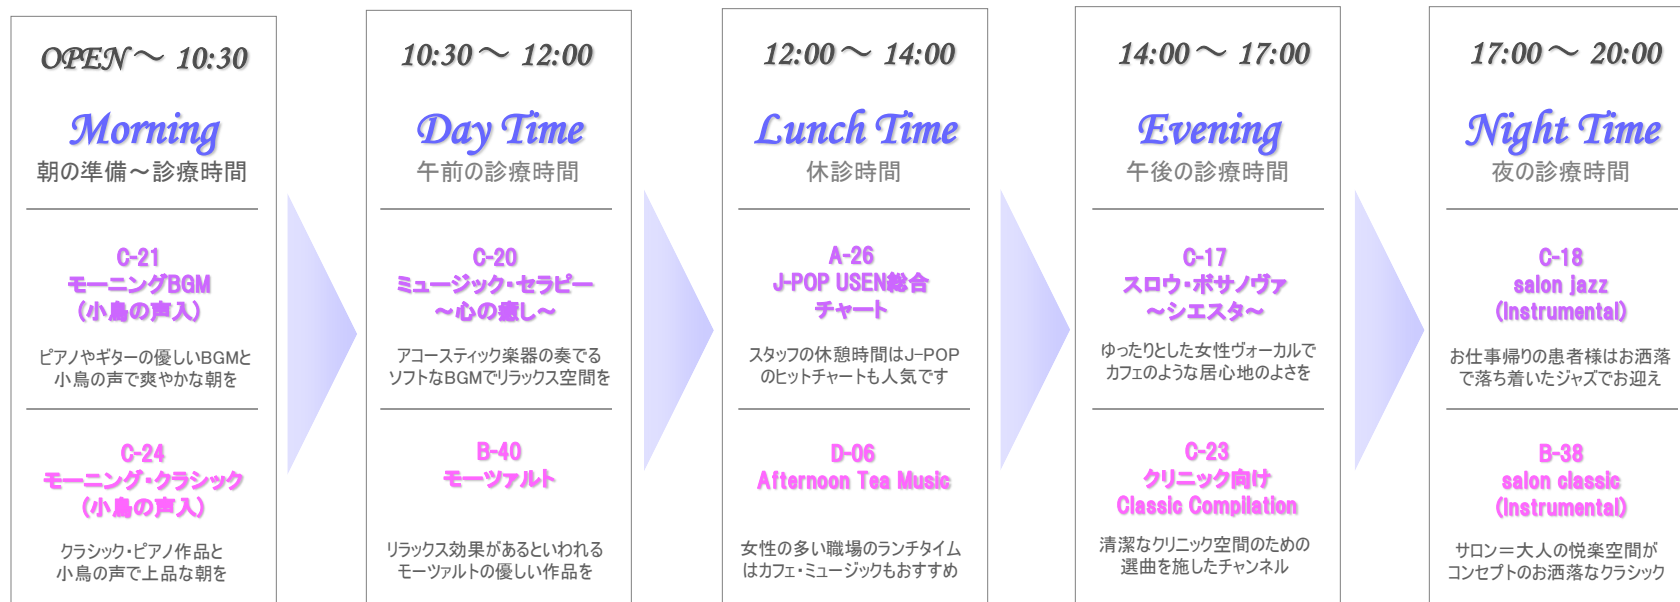 OPEN～ 10:30
Morning
朝の準備～診療時間
C-21
モーニングBGM
(小鳥の声入)
ピアノやギターの優しいBGMと
小鳥の声で爽やかな朝を
C-24
モーニング・クラシック
(小鳥の声入)
クラシック・ピアノ作品と
小鳥の声で上品な朝を
10:30～ 12:00
Day Time
午前の診療時間
C-20
ミュージック・セラピー
～心の癒し～
アコースティック楽器の奏でる
ソフトなBGMでリラックス空間を
B-40
モーツァルト
リラックス効果があるといわれる
モーツァルトの優しい作品を
12:00～ 14:00
Lunch Time
休診時間
A-26
J-POP USEN総合
チャート
スタッフの休憩時間はJ-POP
のヒットチャートも人気です
D-06
Afternoon Tea Music
女性の多い職場のランチタイム
はカフェ・ミュージックもおすすめ
14:00～ 17:00
Evening
午後の診療時間
C-17
スロウ・ボサノヴァ
～シエスタ～
ゆったりとした女性ヴォーカルで
カフェのような居心地のよさを
C-23
クリニック向け
Classic Compilation
清潔なクリニック空間のための
選曲を施したチャンネル
17:00～ 20:00
Night Time
夜の診療時間
C-18
salon jazz
(Instrumental)
お仕事帰りの患者様はお洒落
で落ち着いたジャズでお迎え
B-38
salon classic
(Instrumental)
サロン＝大人の悦楽空間が
コンセプトのお洒落なクラシック